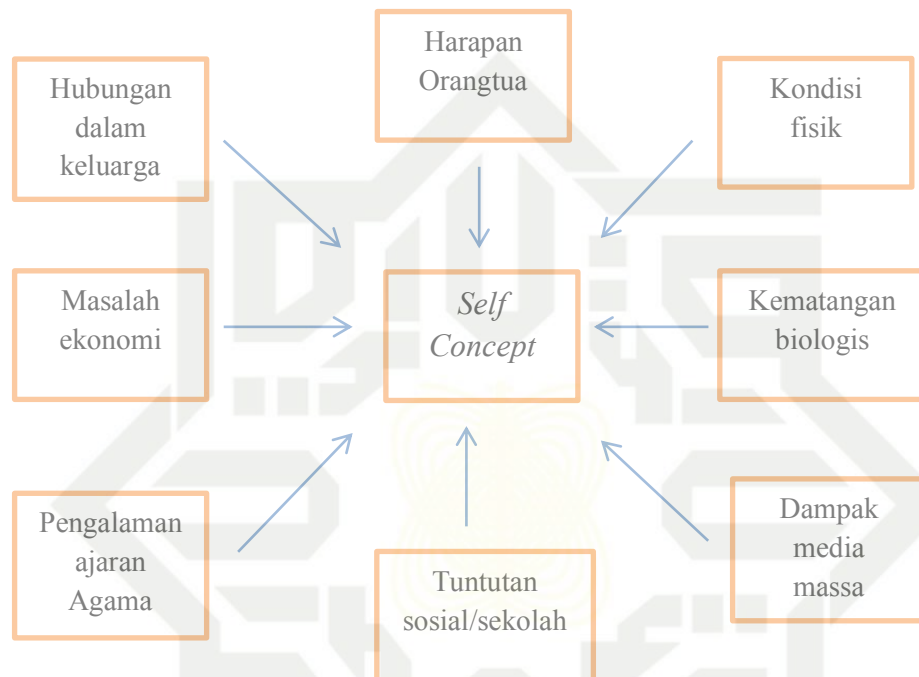 Harapan
Orangtua
Hubungan
dalam
keluarga
Kondisi
fisik
Masalah
ekonomi
Self
Concept
Kematangan
biologis
Pengalaman
ajaran
Agama
Tuntutan
sosial/sekolah
Dampak
media
massa